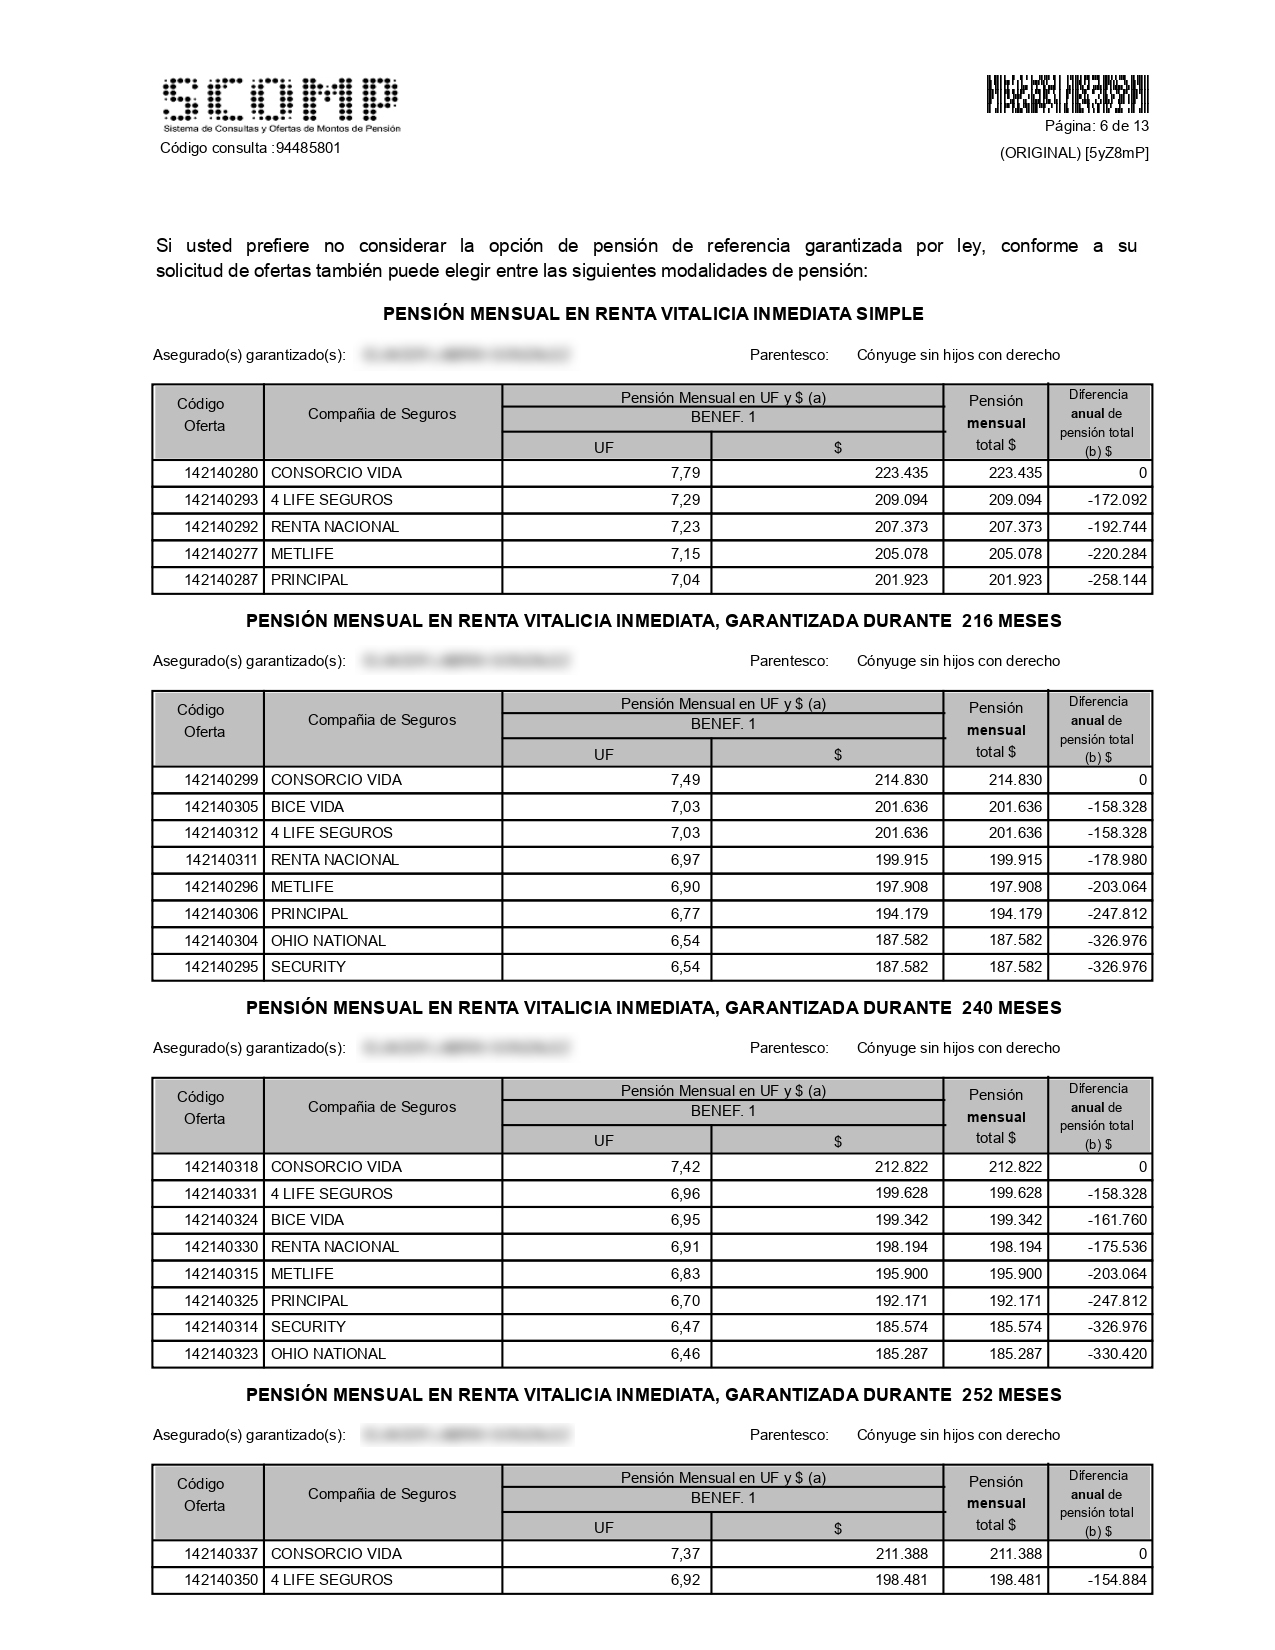 SCOMP
Sistema de Consultas y Ofertas de Montos de Pensión
Código consulta :94485801
Página: 6 de 13
(ORIGINAL) [5yZ8mP]
Si usted prefiere no considerar la opción de pensión de referencia garantizada por ley, conforme a su
solicitud de ofertas también puede elegir entre las siguientes modalidades de pensión:
PENSIÓN MENSUAL EN RENTA VITALICIA INMEDIATA SIMPLE
Asegurado(s) garantizado(s): Parentesco: Cónyuge sin hijos con derecho
Código Oferta Compañia de Seguros Pensión Mensual en UF y $ (a) BENEF. 1 UF $ Pensión mensual total $ Diferencia anual de pensión total (b) $
142140280 CONSORCIO VIDA 7,79 223.435 223.435 0
142140293 4 LIFE SEGUROS 7,29 209.094 209.094 -172.092
142140292 RENTA NACIONAL 7,23 207.373 207.373 -192.744
142140277 METLIFE 7,15 205.078 205.078 -220.284
142140287 PRINCIPAL 7,04 201.923 201.923 -258.144
PENSIÓN MENSUAL EN RENTA VITALICIA INMEDIATA, GARANTIZADA DURANTE 216 MESES
Asegurado(s) garantizado(s): Parentesco: Cónyuge sin hijos con derecho
Código Oferta Compañia de Seguros Pensión Mensual en UF y $ (a) BENEF. 1 UF $ Pensión mensual total $ Diferencia anual de pensión total (b) $
142140299 CONSORCIO VIDA 7,49 214.830 214.830 0
142140305 BICE VIDA 7,03 201.636 201.636 -158.328
142140312 4 LIFE SEGUROS 7,03 201.636 201.636 -158.328
142140311 RENTA NACIONAL 6,97 199.915 199.915 -178.980
142140296 METLIFE 6,90 197.908 197.908 -203.064
142140306 PRINCIPAL 6,77 194.179 194.179 -247.812
142140304 OHIO NATIONAL 6,54 187.582 187.582 -326.976
142140295 SECURITY 6,54 187.582 187.582 -326.976
PENSIÓN MENSUAL EN RENTA VITALICIA INMEDIATA, GARANTIZADA DURANTE 240 MESES
Asegurado(s) garantizado(s): Parentesco: Cónyuge sin hijos con derecho
Código Oferta Compañia de Seguros Pensión Mensual en UF y $ (a) BENEF. 1 UF $ Pensión mensual total $ Diferencia anual de pensión total (b) $
142140318 CONSORCIO VIDA 7,42 212.822 212.822 0
142140331 4 LIFE SEGUROS 6,96 199.628 199.628 -158.328
142140324 BICE VIDA 6,95 199.342 199.342 -161.760
142140330 RENTA NACIONAL 6,91 198.194 198.194 -175.536
142140315 METLIFE 6,83 195.900 195.900 -203.064
142140325 PRINCIPAL 6,70 192.171 192.171 -247.812
142140314 SECURITY 6,47 185.574 185.574 -326.976
142140323 OHIO NATIONAL 6,46 185.287 185.287 -330.420
PENSIÓN MENSUAL EN RENTA VITALICIA INMEDIATA, GARANTIZADA DURANTE 252 MESES
Asegurado(s) garantizado(s): Parentesco: Cónyuge sin hijos con derecho
Código Oferta Compañia de Seguros Pensión Mensual en UF y $ (a) BENEF. 1 UF $ Pensión mensual total $ Diferencia anual de pensión total (b) $
142140337 CONSORCIO VIDA 7,37 211.388 211.388 0
142140350 4 LIFE SEGUROS 6,92 198.481 198.481 -154.884